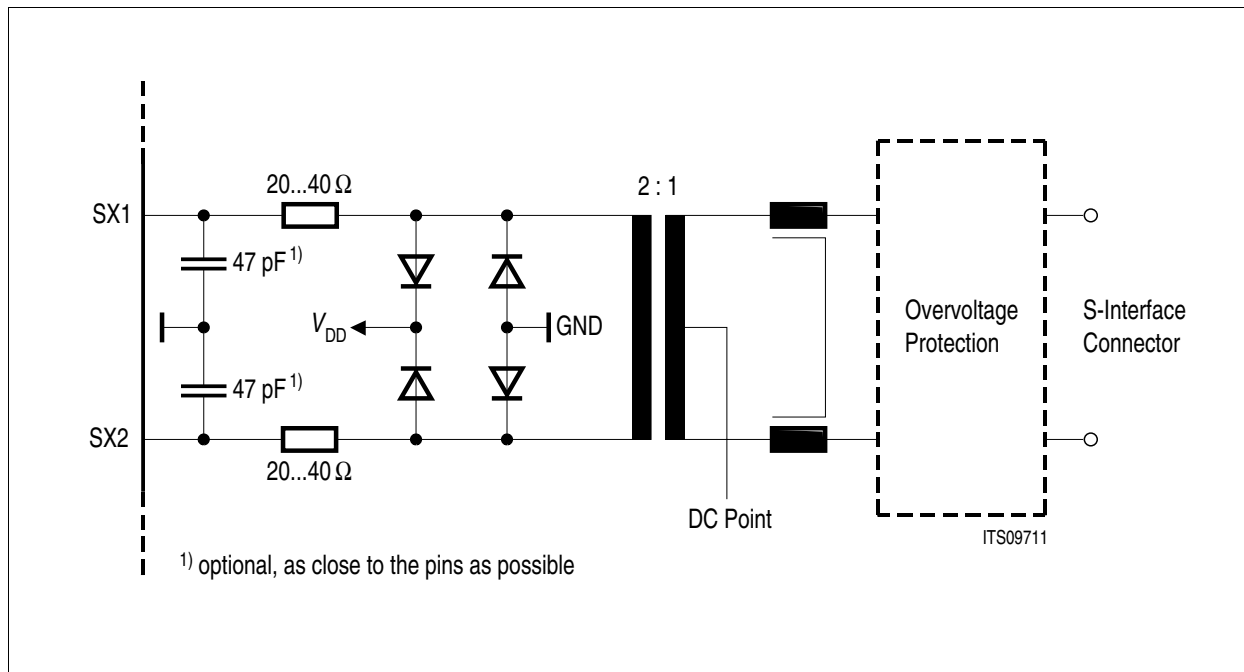 2 : 1
20...40 Ω
SX1
47 pF 1)
V DD
GND
Overvoltage
Protection
S-Interface
Connector
47 pF 1)
SX2
20...40 Ω
DC Point
ITS09711
1) optional, as close to the pins as possible